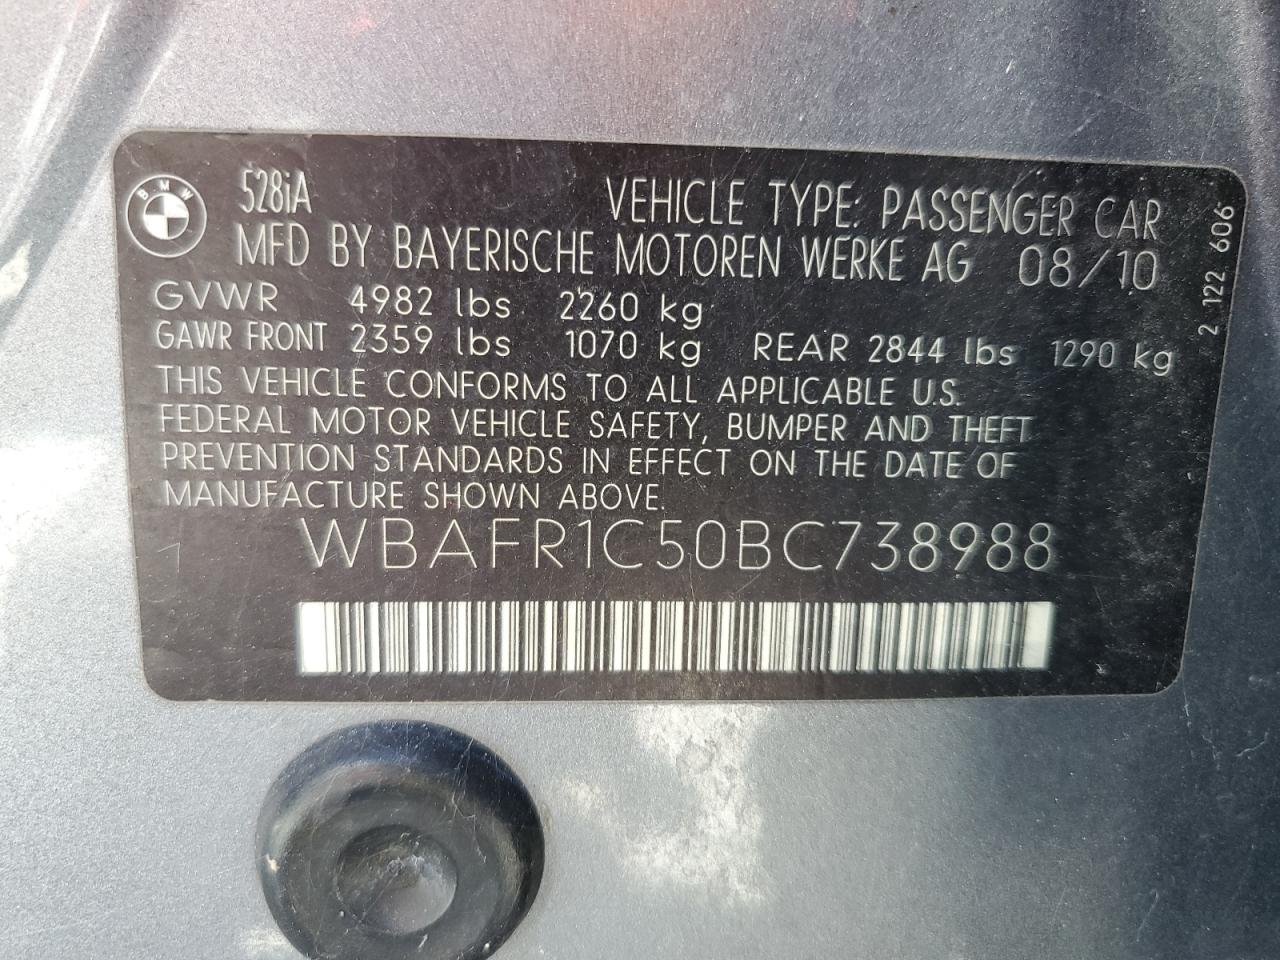 BMW
528iA VEHICLE TYPE: PASSENGER CAR
MFD BY BAYERISCHE MOTOREN WERKE AG 08/10
GVWR 4982 lbs 2260 kg
GAWR FRONT 2359 lbs 1070 kg REAR 2844 lbs 1290 kg
THIS VEHICLE CONFORMS TO ALL APPLICABLE U.S.
FEDERAL MOTOR VEHICLE SAFETY, BUMPER AND THEFT
PREVENTION STANDARDS IN EFFECT ON THE DATE OF
MANUFACTURE SHOWN ABOVE.
WBAFR1C50BC738988
2 122 606